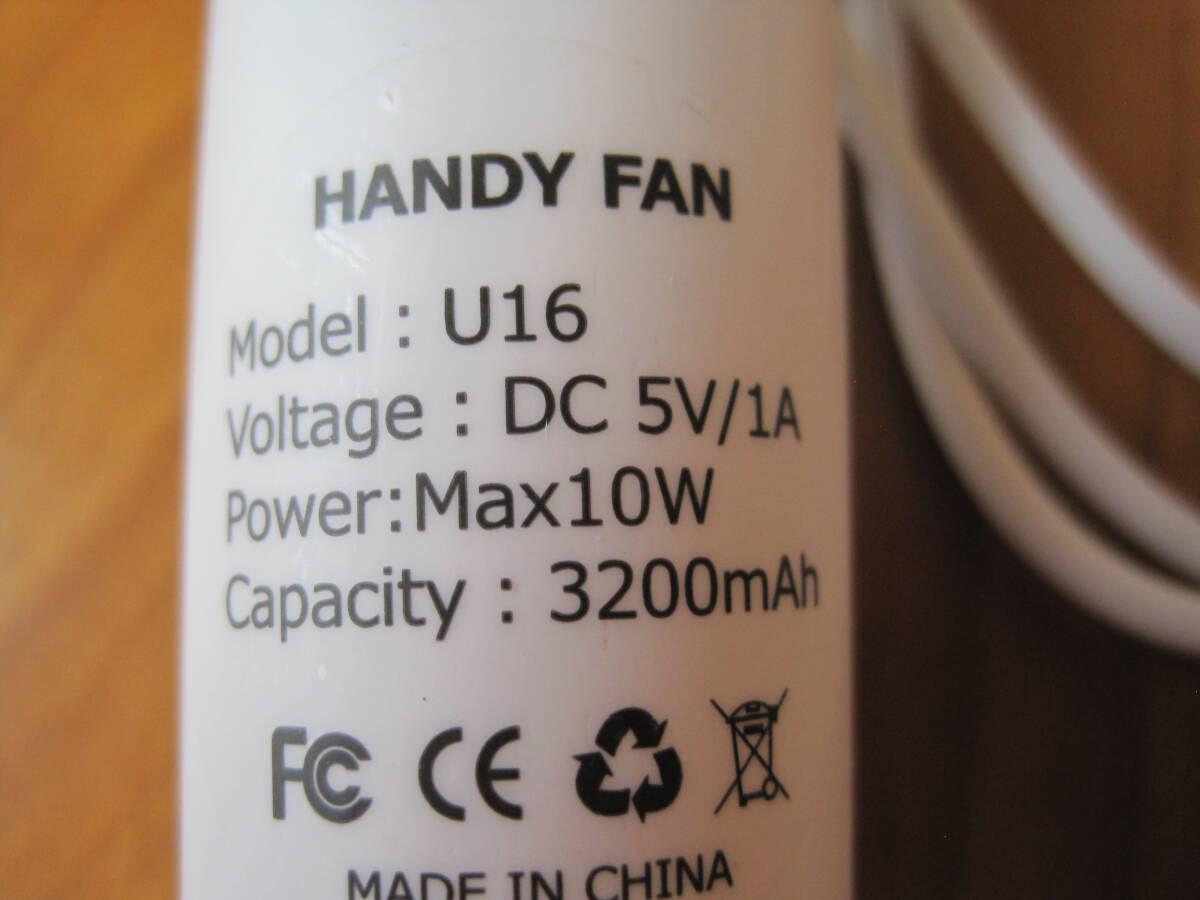 HANDY FAN
Model : U16
Voltage : DC 5V/1A
Power:Max10W
Capacity : 3200mAh
FC CE
MADE IN CHINA